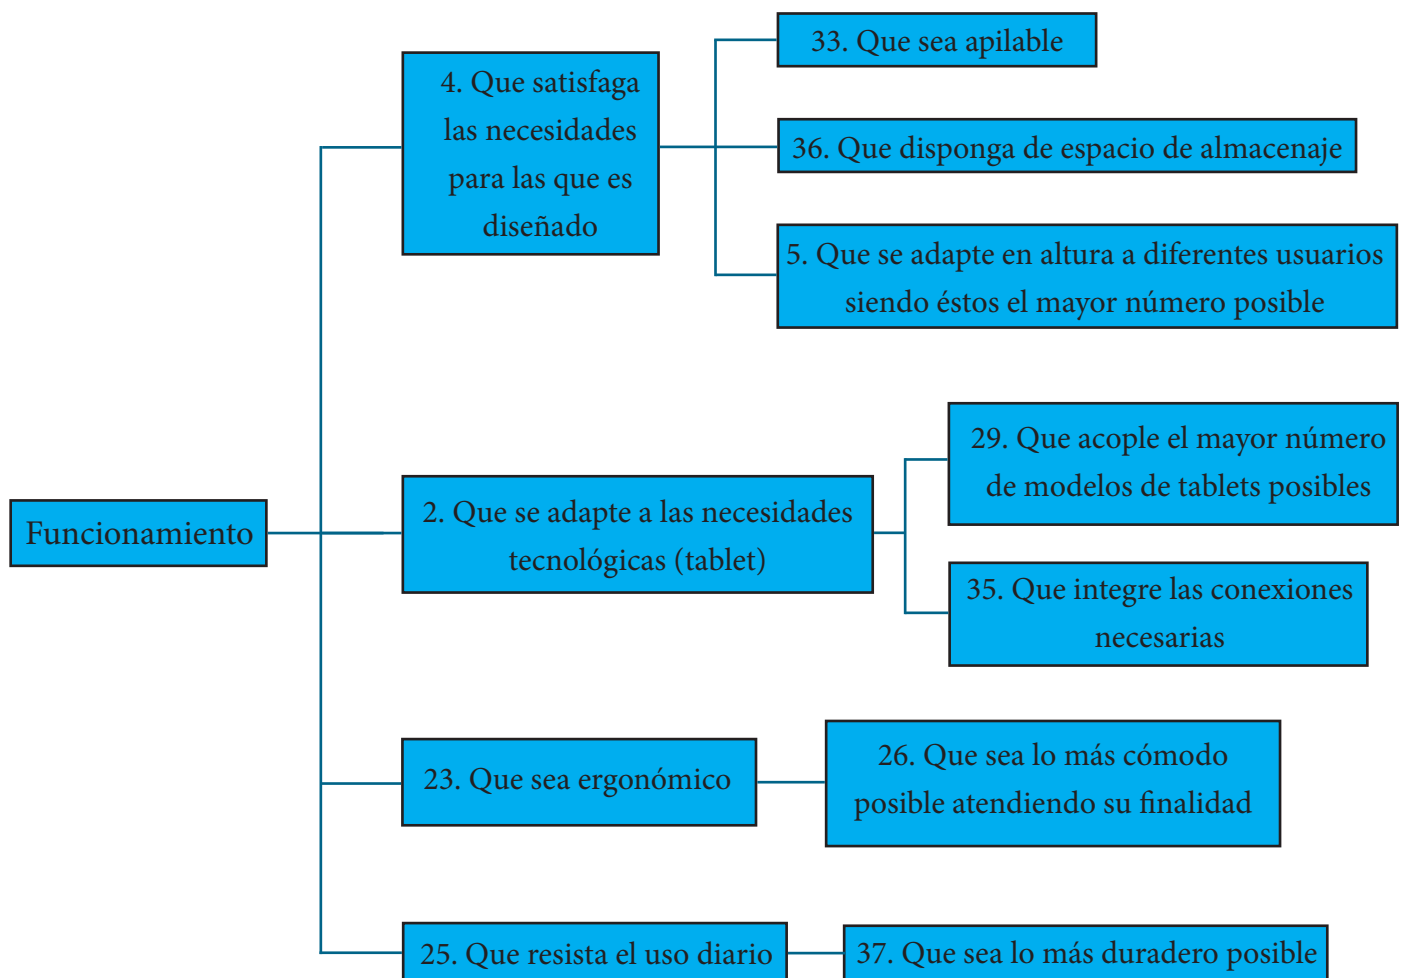 Funcionamiento
4. Que satisfaga
las necesidades
para las que es
diseñado
33. Que sea apilable
36. Que disponga de espacio de almacenaje
5. Que se adapte en altura a diferentes usuarios
siendo éstos el mayor número posible
2. Que se adapte a las necesidades
tecnológicas (tablet)
29. Que acople el mayor número
de modelos de tablets posibles
35. Que integre las conexiones
necesarias
23. Que sea ergonómico
26. Que sea lo más cómodo
posible atendiendo su finalidad
25. Que resista el uso diario
37. Que sea lo más duradero posible